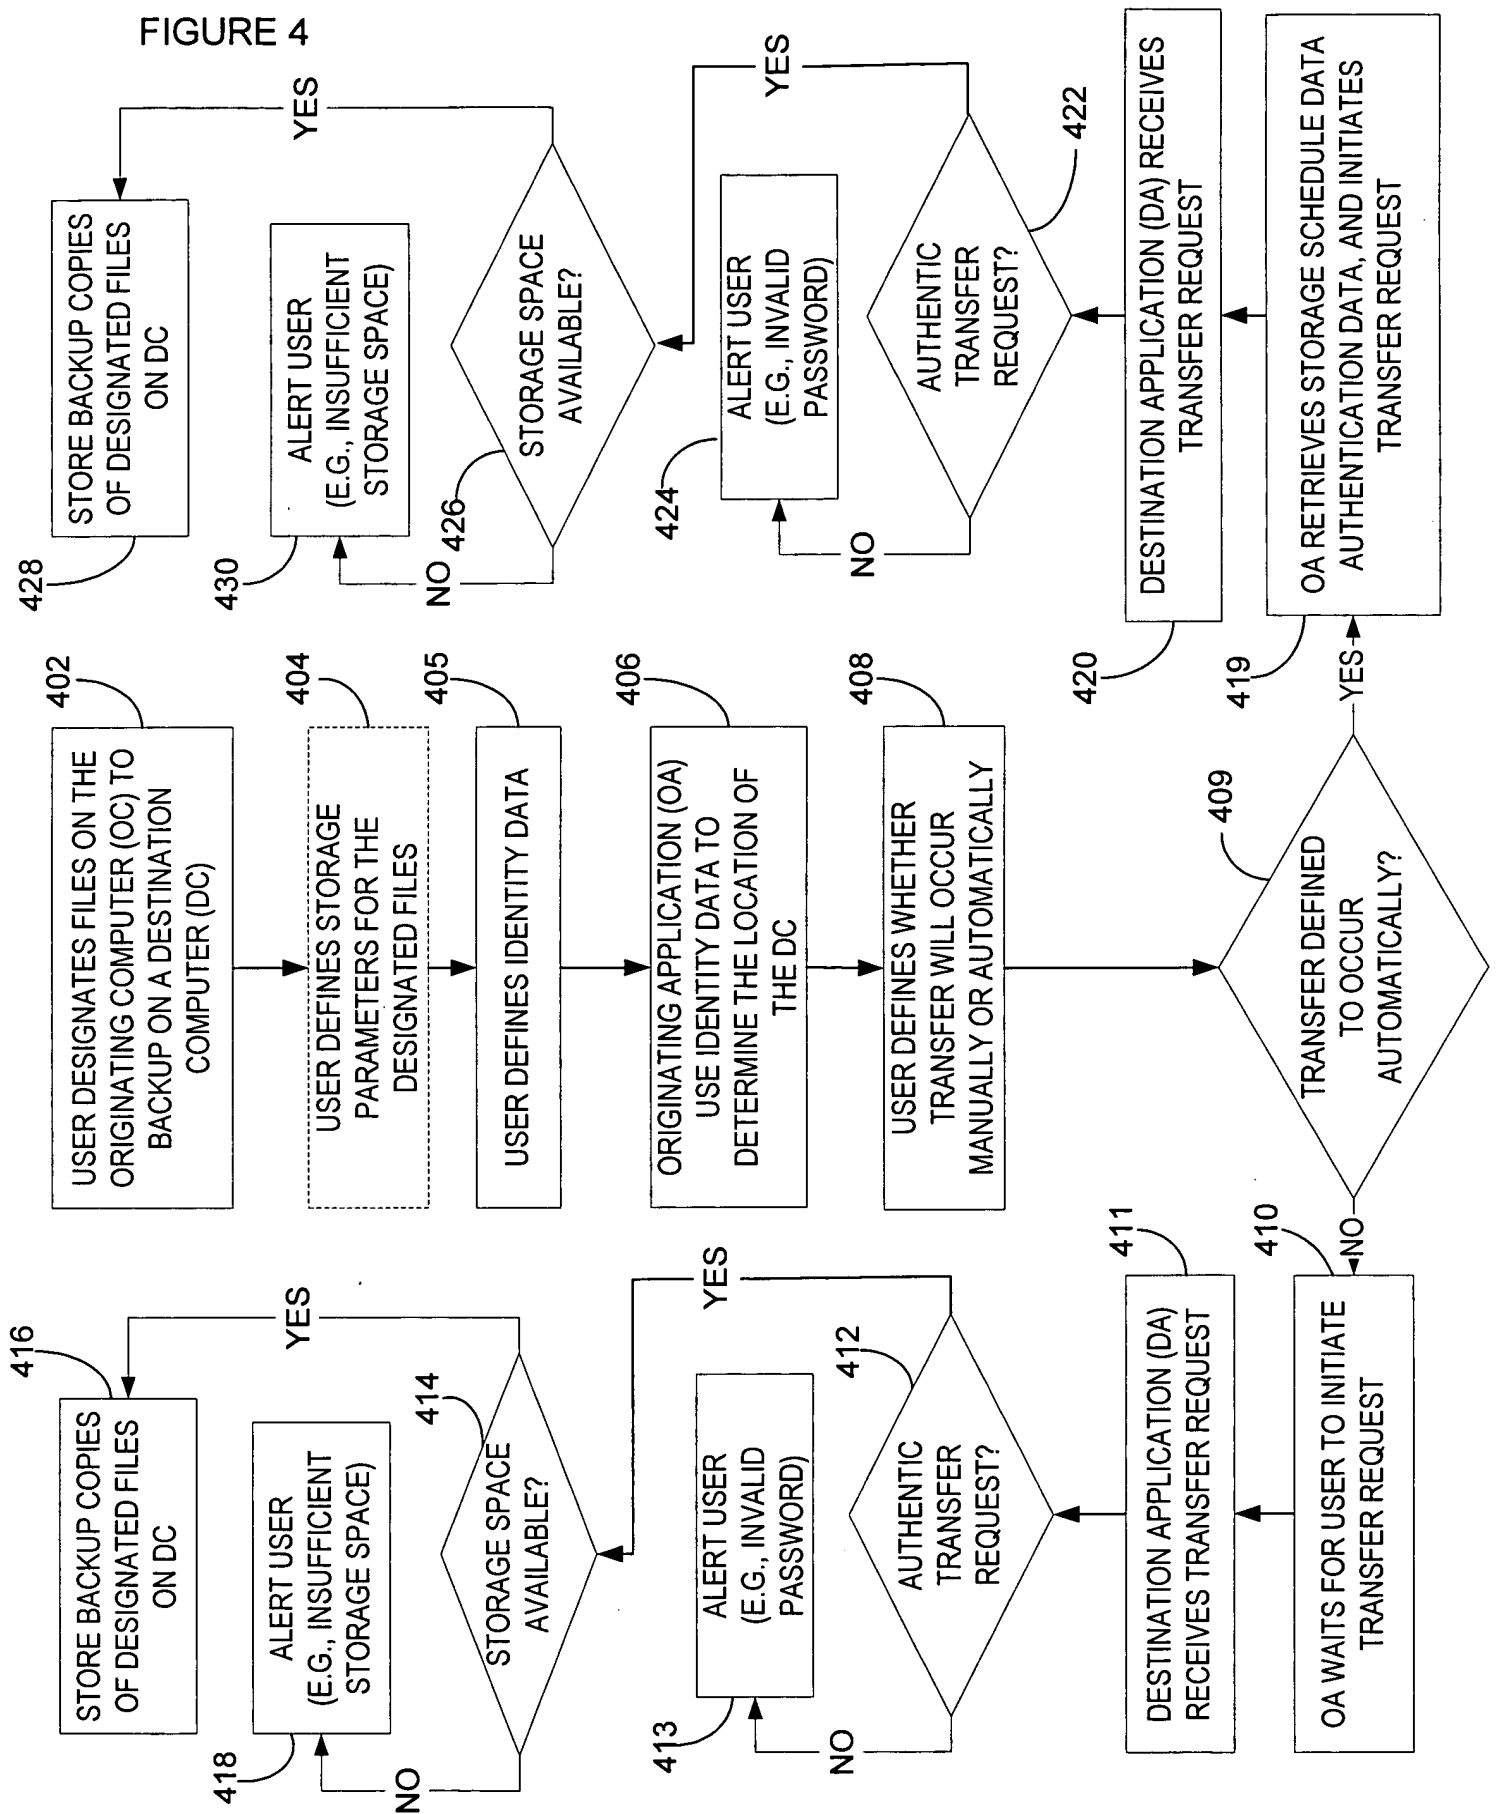 FIGURE 4
402
USER DESIGNATES FILES ON THE
ORIGINATING COMPUTER (OC) TO
BACKUP ON A DESTINATION
COMPUTER (DC)
404
USER DEFINES STORAGE
PARAMETERS FOR THE
DESIGNATED FILES
405
USER DEFINES IDENTITY DATA
406
ORIGINATING APPLICATION (OA)
USE IDENTITY DATA TO
DETERMINE THE LOCATION OF
THE DC
408
USER DEFINES WHETHER
TRANSFER WILL OCCUR
MANUALLY OR AUTOMATICALLY
409
TRANSFER DEFINED
TO OCCUR
AUTOMATICALLY?
NO
YES
410
OA WAITS FOR USER TO INITIATE
TRANSFER REQUEST
411
DESTINATION APPLICATION (DA)
RECEIVES TRANSFER REQUEST
412
AUTHENTIC
TRANSFER
REQUEST?
NO
YES
413
ALERT USER
(E.G., INVALID
PASSWORD)
414
STORAGE SPACE
AVAILABLE?
NO
YES
418
ALERT USER
(E.G., INSUFFICIENT
STORAGE SPACE)
416
STORE BACKUP COPIES
OF DESIGNATED FILES
ON DC
419
OA RETRIEVES STORAGE SCHEDULE DATA
AUTHENTICATION DATA, AND INITIATES
TRANSFER REQUEST
420
DESTINATION APPLICATION (DA) RECEIVES
TRANSFER REQUEST
422
AUTHENTIC
TRANSFER
REQUEST?
NO
YES
424
ALERT USER
(E.G., INVALID
PASSWORD)
426
STORAGE SPACE
AVAILABLE?
NO
YES
430
ALERT USER
(E.G., INSUFFICIENT
STORAGE SPACE)
428
STORE BACKUP COPIES
OF DESIGNATED FILES
ON DC